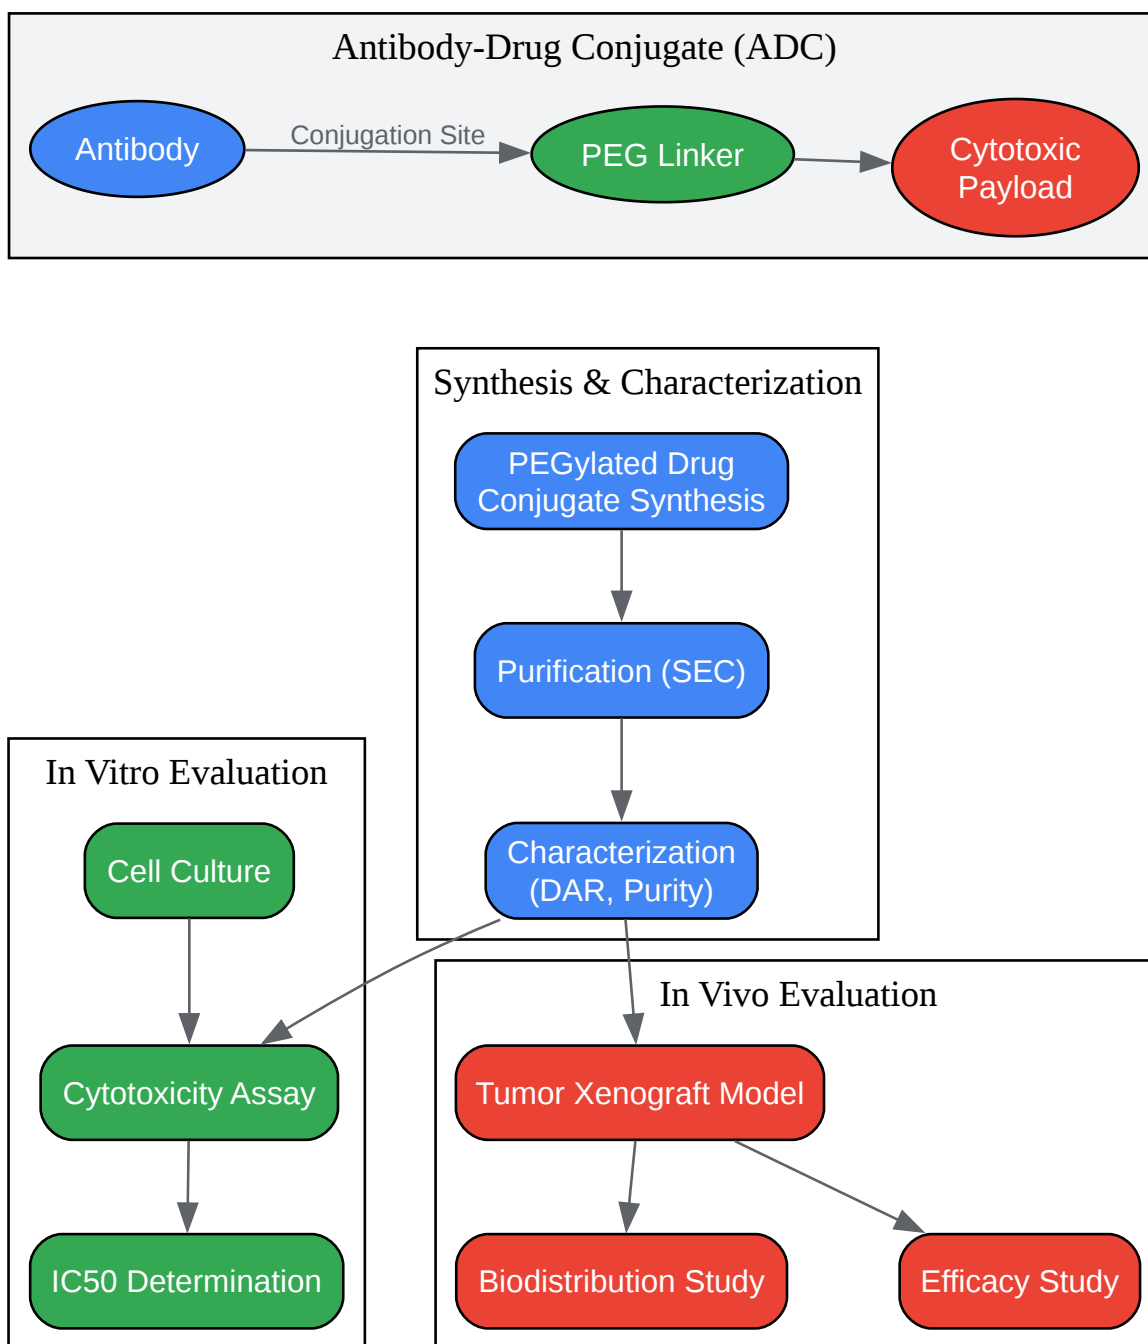 Antibody-Drug Conjugate (ADC)
Antibody
Conjugation Site
PEG Linker
Cytotoxic
Payload
Synthesis & Characterization
PEGylated Drug
Conjugate Synthesis
Purification (SEC)
Characterization
(DAR, Purity)
In Vitro Evaluation
Cell Culture
Cytotoxicity Assay
IC50 Determination
In Vivo Evaluation
Tumor Xenograft Model
Biodistribution Study
Efficacy Study